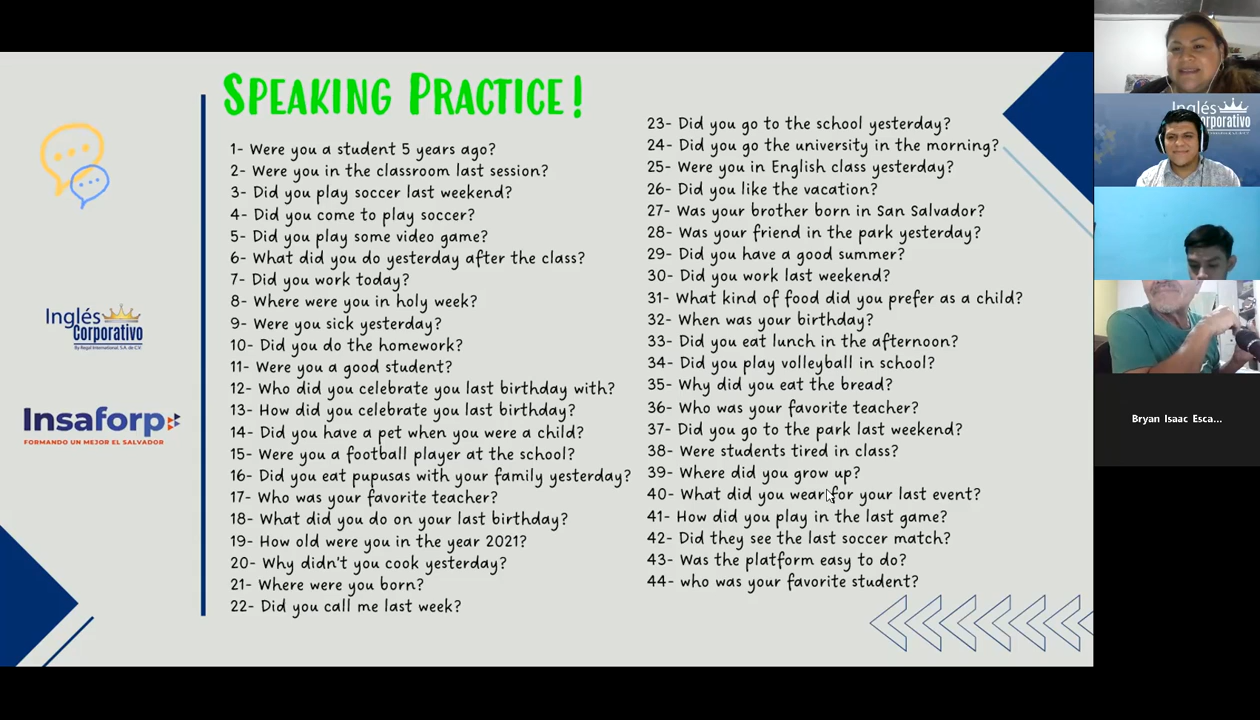 SPEAKING PRACTICE!
1- Were you a student 5 years ago?
2- Were you in the classroom last session?
3- Did you play soccer last weekend?
4- Did you come to play soccer?
5- Did you play some video game?
6- What did you do yesterday after the class?
7- Did you work today?
8- Where were you in holy week?
9- Were you sick yesterday?
10- Did you do the homework?
11- Were you a good student?
12- Who did you celebrate you last birthday with?
13- How did you celebrate you last birthday?
14- Did you have a pet when you were a child?
15- Were you a football player at the school?
16- Did you eat pupusas with your family yesterday?
17- Who was your favorite teacher?
18- What did you do on your last birthday?
19- How old were you in the year 2021?
20- Why didn't you cook yesterday?
21- Where were you born?
22- Did you call me last week?
23- Did you go to the school yesterday?
24- Did you go the university in the morning?
25- Were you in English class yesterday?
26- Did you like the vacation?
27- Was your brother born in San Salvador?
28- Was your friend in the park yesterday?
29- Did you have a good summer?
30- Did you work last weekend?
31- What kind of food did you prefer as a child?
32- When was your birthday?
33- Did you eat lunch in the afternoon?
34- Did you play volleyball in school?
35- Why did you eat the bread?
36- Who was your favorite teacher?
37- Did you go to the park last weekend?
38- Were students tired in class?
39- Where did you grow up?
40- What did you wear for your last event?
41- How did you play in the last game?
42- Did they see the last soccer match?
43- Was the platform easy to do?
44- who was your favorite student?
Inglés
Corporativo
By Regal International, S.A. de C.V.
Insaforp
FORMANDO UN MEJOR EL SALVADOR
Inglés
Corporativo
Bryan Isaac Esca...